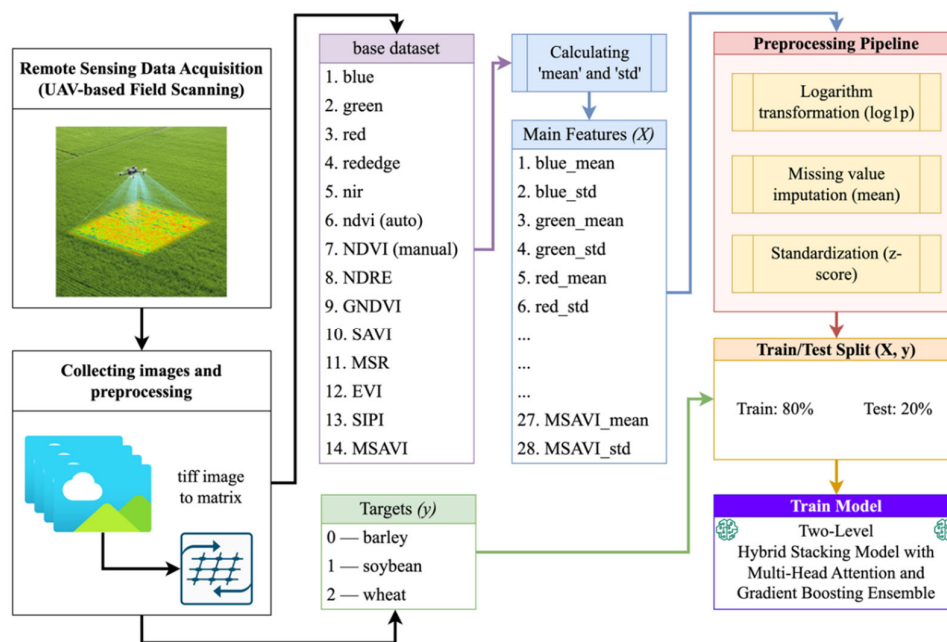 Remote Sensing Data Acquisition
(UAV-based Field Scanning)
Collecting images and
preprocessing
tiff image
to matrix
base dataset
1. blue
2. green
3. red
4. rededge
5. nir
6. ndvi (auto)
7. NDVI (manual)
8. NDRE
9. GNDVI
10. SAVI
11. MSR
12. EVI
13. SIPI
14. MSAVI
Targets (y)
0 — barley
1 — soybean
2 — wheat
Calculating
'mean' and 'std'
Main Features (X)
1. blue_mean
2. blue_std
3. green_mean
4. green_std
5. red_mean
6. red_std
...
...
...
27. MSAVI_mean
28. MSAVI_std
Preprocessing Pipeline
Logarithm
transformation (log1p)
Missing value
imputation (mean)
Standardization (z-
score)
Train/Test Split (X, y)
Train: 80% Test: 20%
Train Model
Two-Level
Hybrid Stacking Model with
Multi-Head Attention and
Gradient Boosting Ensemble